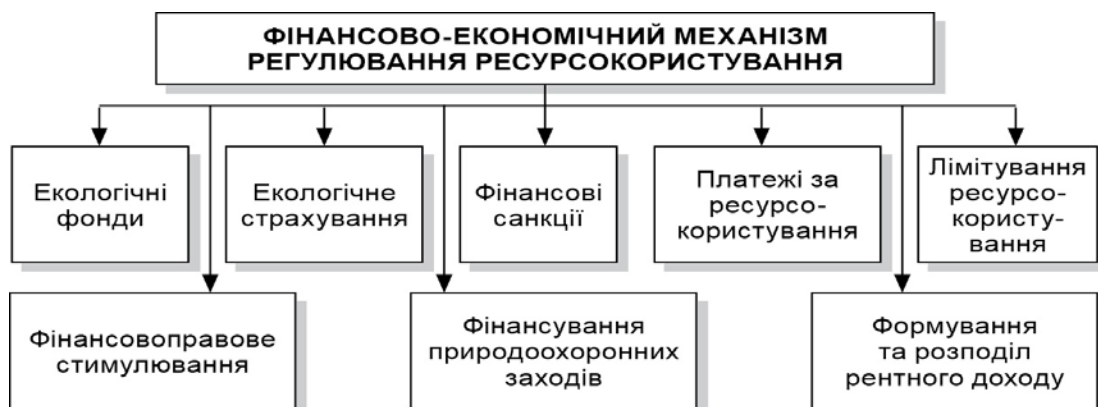 ФІНАНСОВО-ЕКОНОМІЧНИЙ МЕХАНІЗМ
РЕГУЛЮВАННЯ РЕСУРСОКОРИСТУВАННЯ
Екологічні
фонди
Екологічне
страхування
Фінансові
санкції
Платежі за
ресурсо-
користування
Лімітування
ресурсо-
користу-
вання
Фінансовоправове
стимулювання
Фінансування
природоохоронних
заходів
Формування
та розподіл
рентного доходу